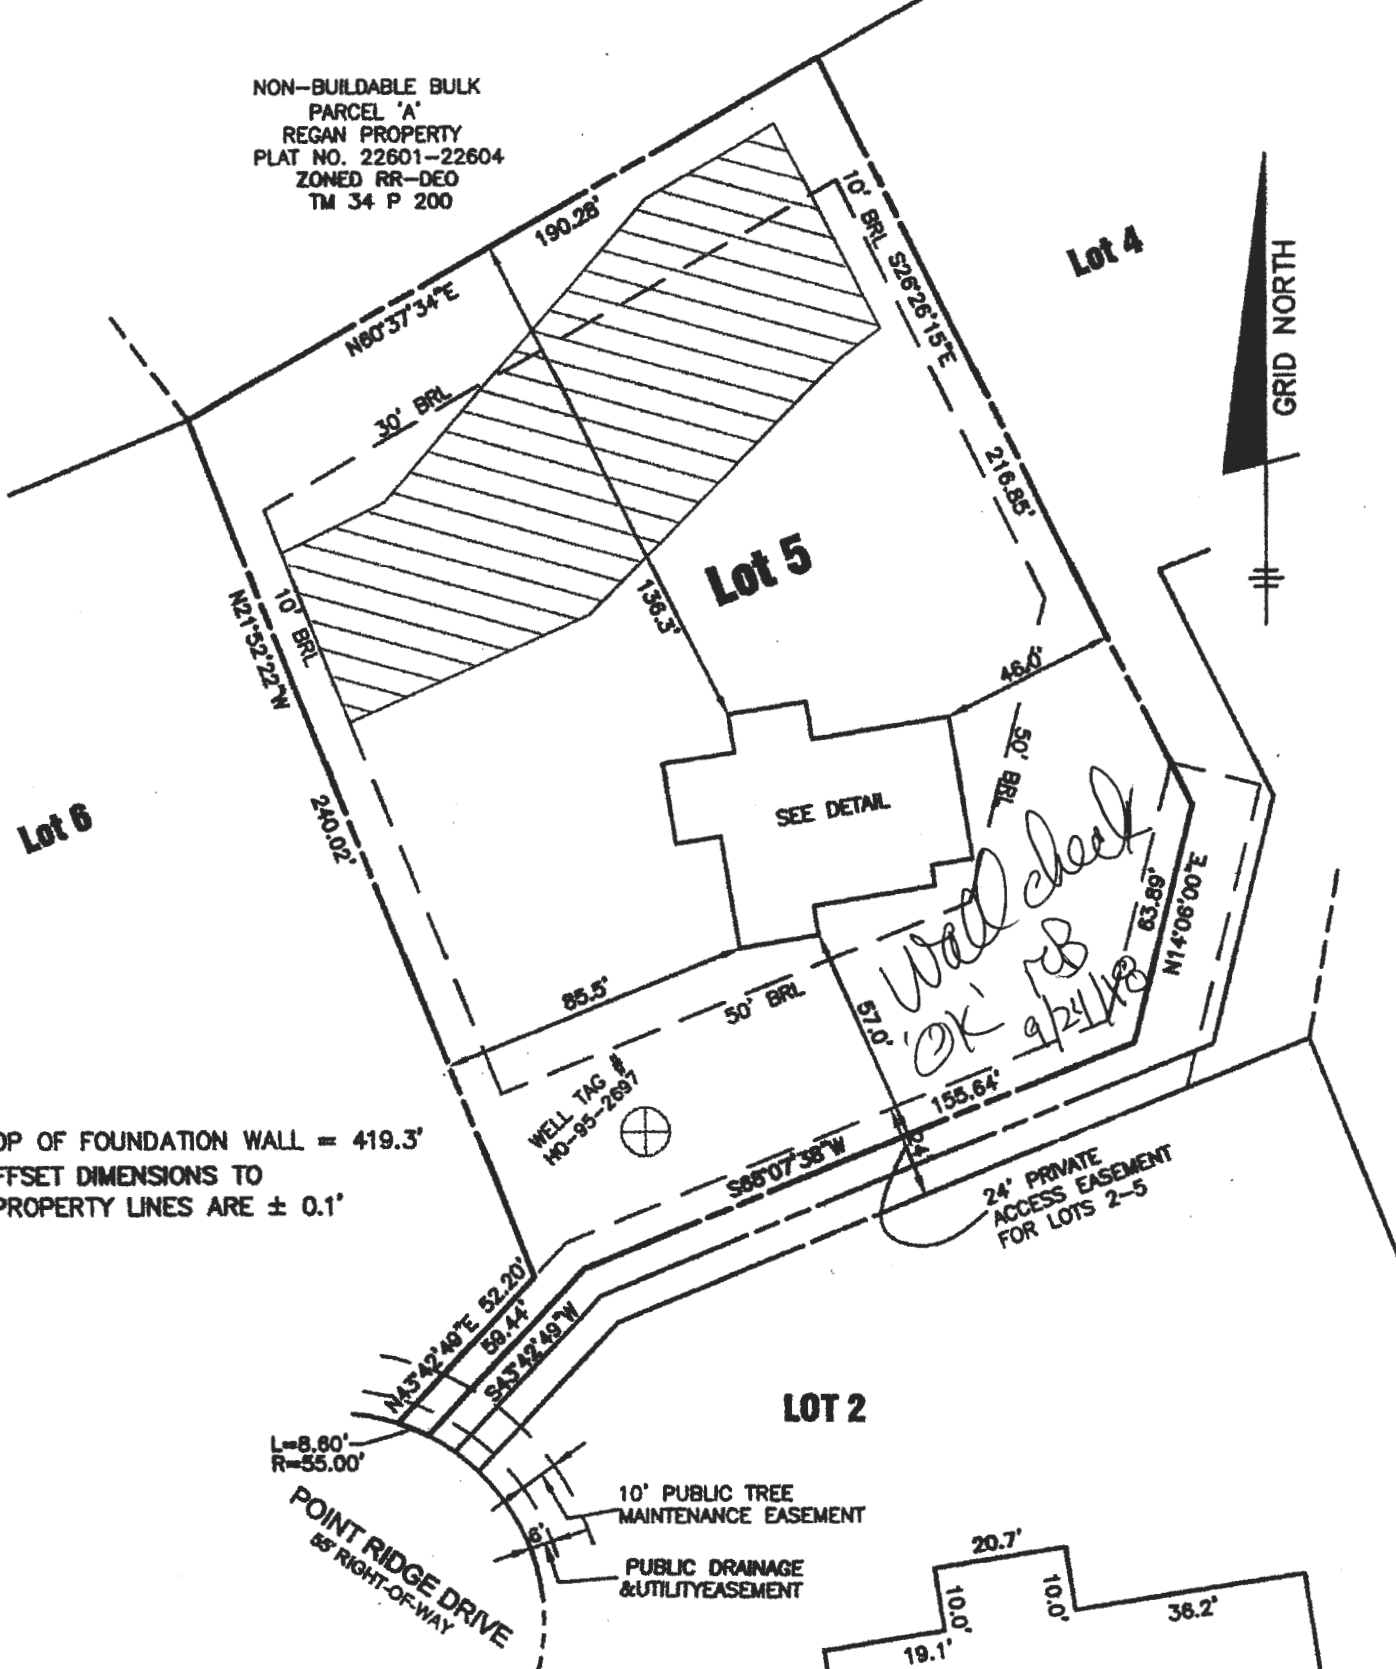 NON-BUILDABLE BULK
PARCEL 'A'
REGAN PROPERTY
PLAT NO. 22601-22604
ZONED RR-DEO
TM 34 P 200
190.28'
N60°37'34"E
30' BRL
10' BRL
S26°26'15"E
216.85'
Lot 4
GRID NORTH
Lot 5
136.3'
N21°52'22"W
10' BRL
240.02'
Lot 6
46.0'
50' BRL
SEE DETAIL
Wall check
'OK' RB
9/24/18
63.89'
N14°06'00"E
85.5'
50' BRL
57.0'
WELL TAG #
HO-95-2697
155.64'
S68°07'38"W
24'
24' PRIVATE
ACCESS EASEMENT
FOR LOTS 2-5
OP OF FOUNDATION WALL = 419.3'
FFSET DIMENSIONS TO
PROPERTY LINES ARE ± 0.1'
N43°42'49"E 52.20'
59.44'
S43°42'49"W
LOT 2
L=8.60'
R=55.00'
POINT RIDGE DRIVE
55' RIGHT-OF-WAY
10' PUBLIC TREE
MAINTENANCE EASEMENT
6'
PUBLIC DRAINAGE
&UTILITYEASEMENT
20.7'
10.0'
10.0'
36.2'
19.1'